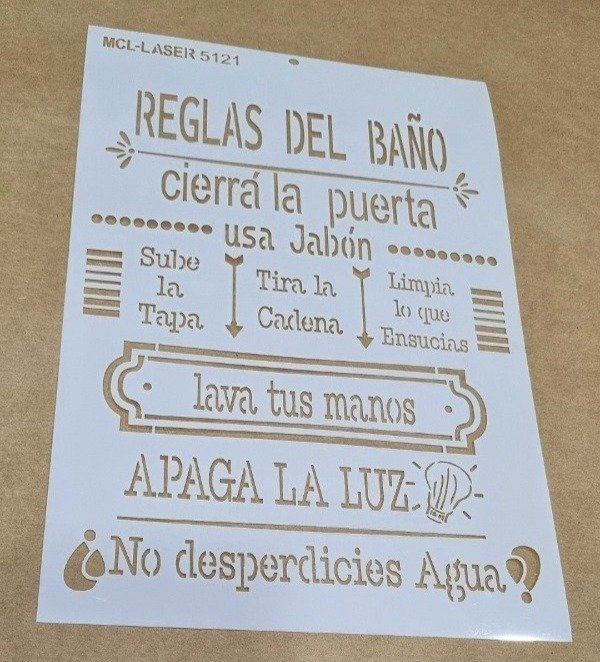 MCL-LASER 5121
REGLAS DEL BAÑO
cierrá la puerta
usa Jabón
Sube
la
Tapa
Tira la
Cadena
Limpia
lo que
Ensucias
lava tus manos
APAGA LA LUZ
¿No desperdicies Agua?